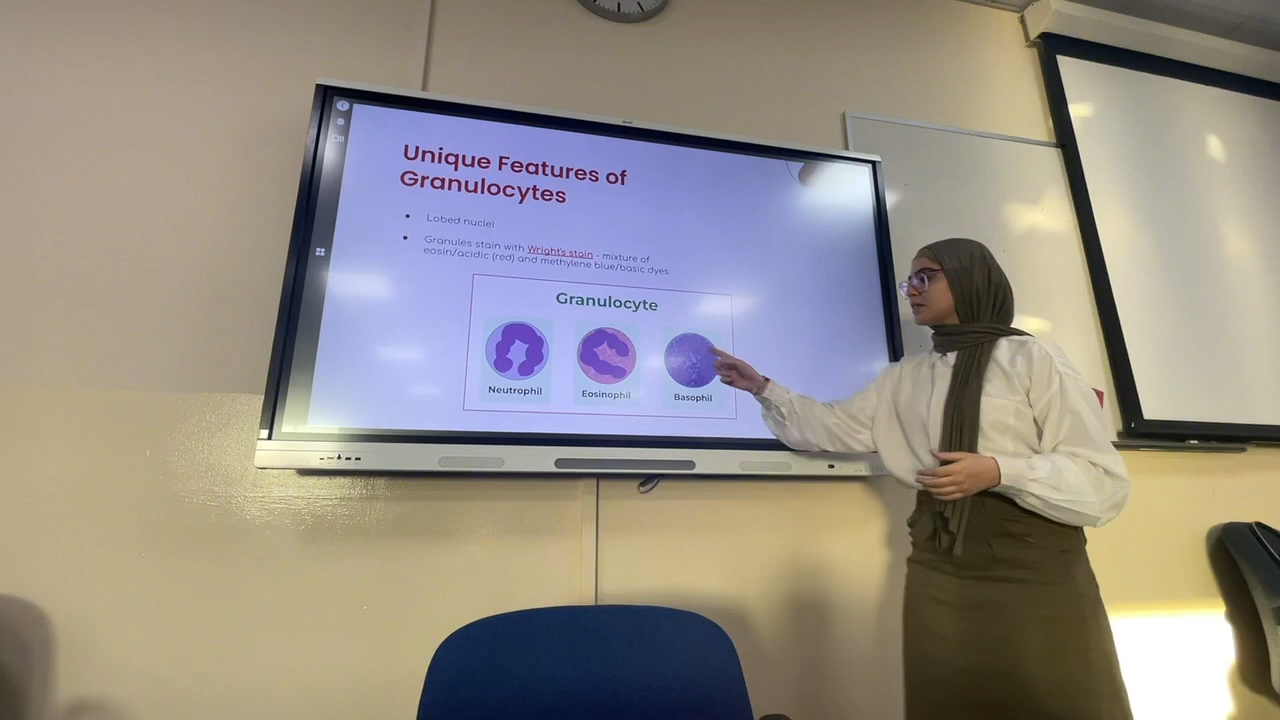 Unique Features of
Granulocytes
• Lobed nuclei
• Granules stain with Wright's stain - mixture of
eosin/acidic (red) and methylene blue/basic dyes
Granulocyte
Neutrophil
Eosinophil
Basophil